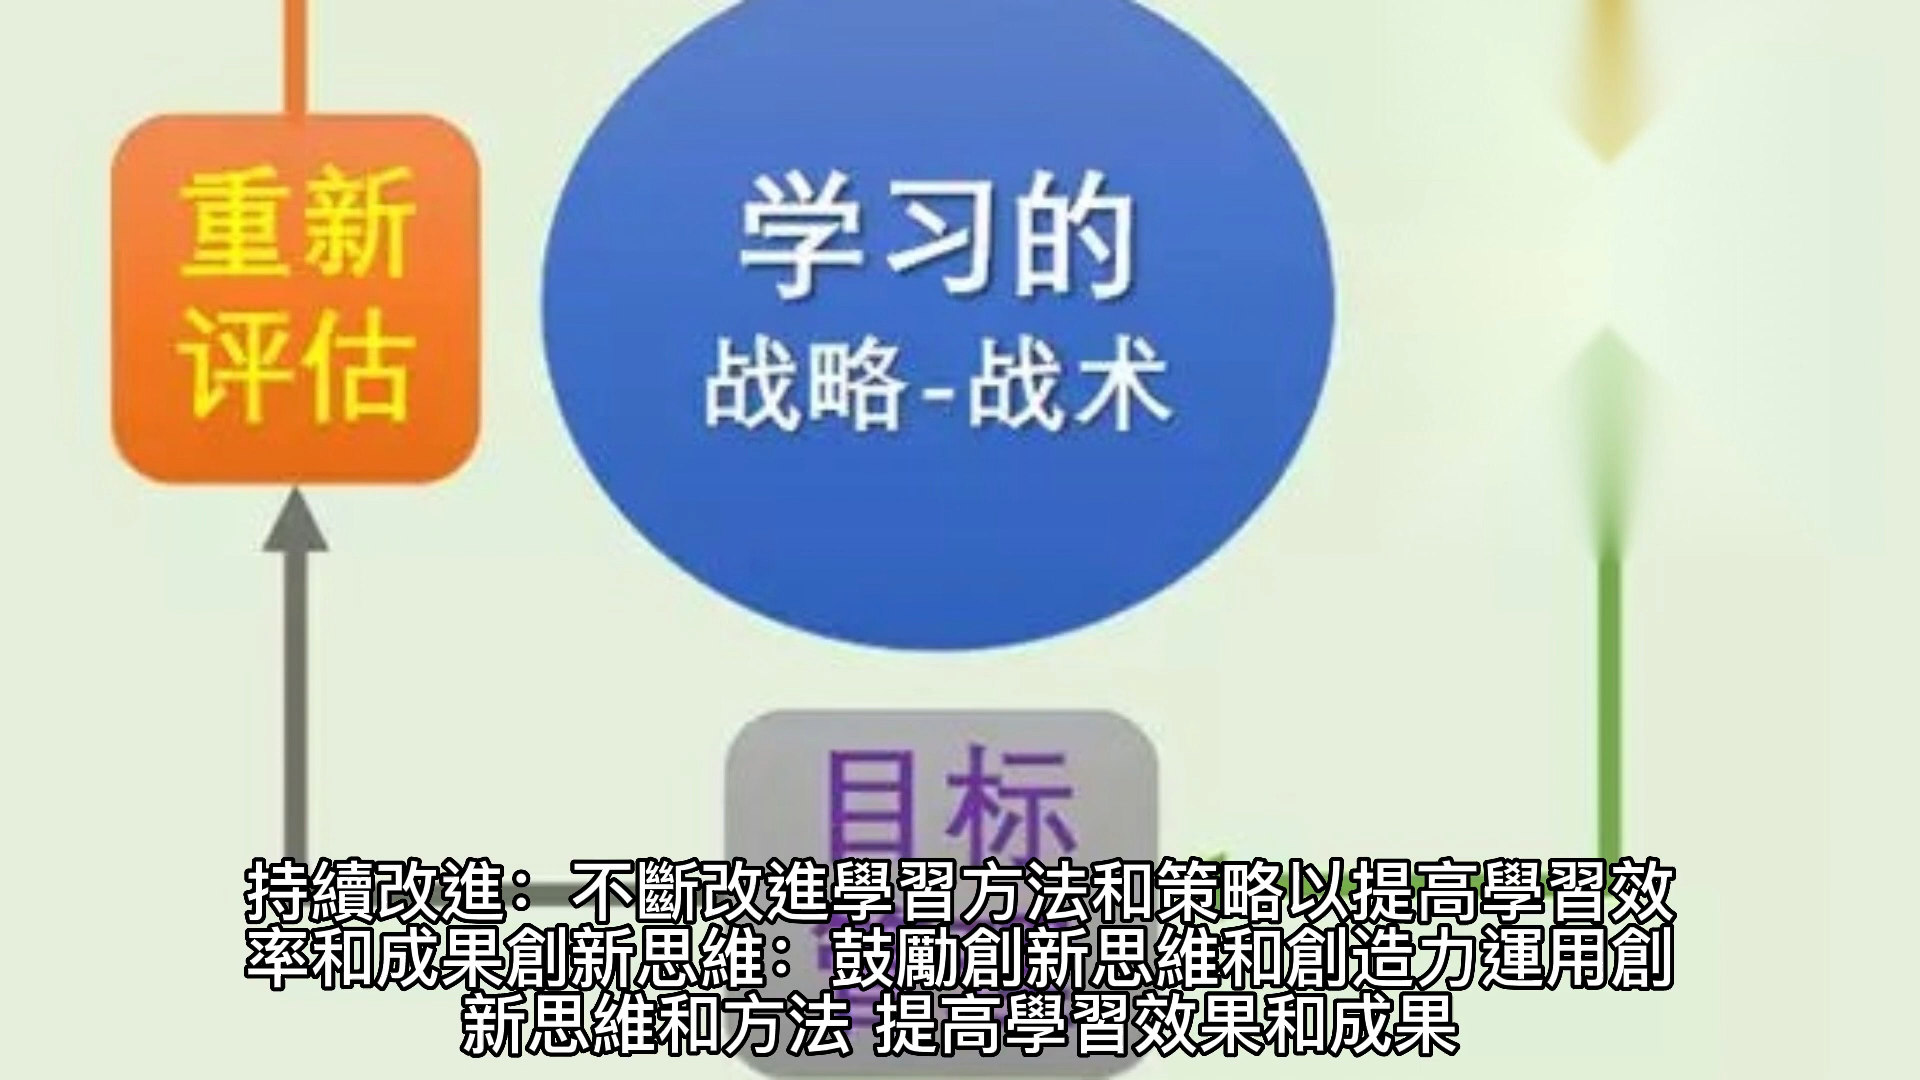 重新
评估
学习的
战略-战术
目标
持續改進：不斷改進學習方法和策略以提高學習效
率和成果創新思維：鼓勵創新思維和創造力運用創
新思維和方法 提高學習效果和成果